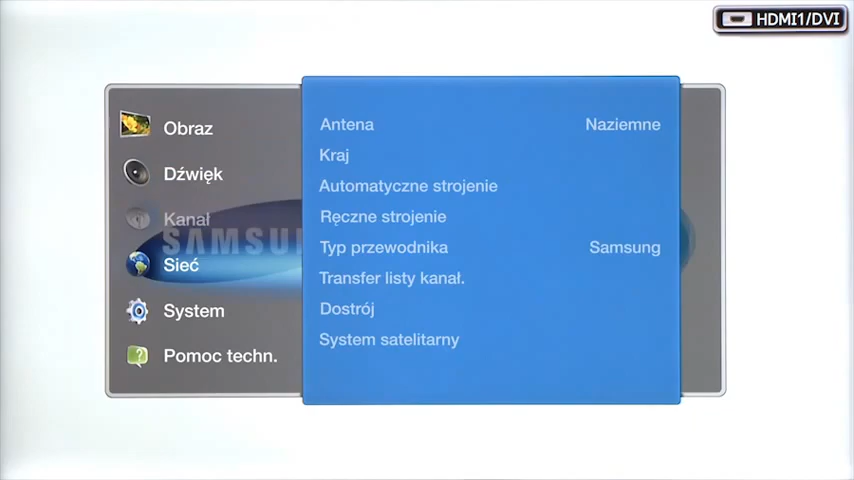 HDMI1/DVI
Obraz
Dźwięk
Kanał
SAMSU
Sieć
System
Pomoc techn.
Antena Naziemne
Kraj
Automatyczne strojenie
Ręczne strojenie
Typ przewodnika Samsung
Transfer listy kanał.
Dostrój
System satelitarny